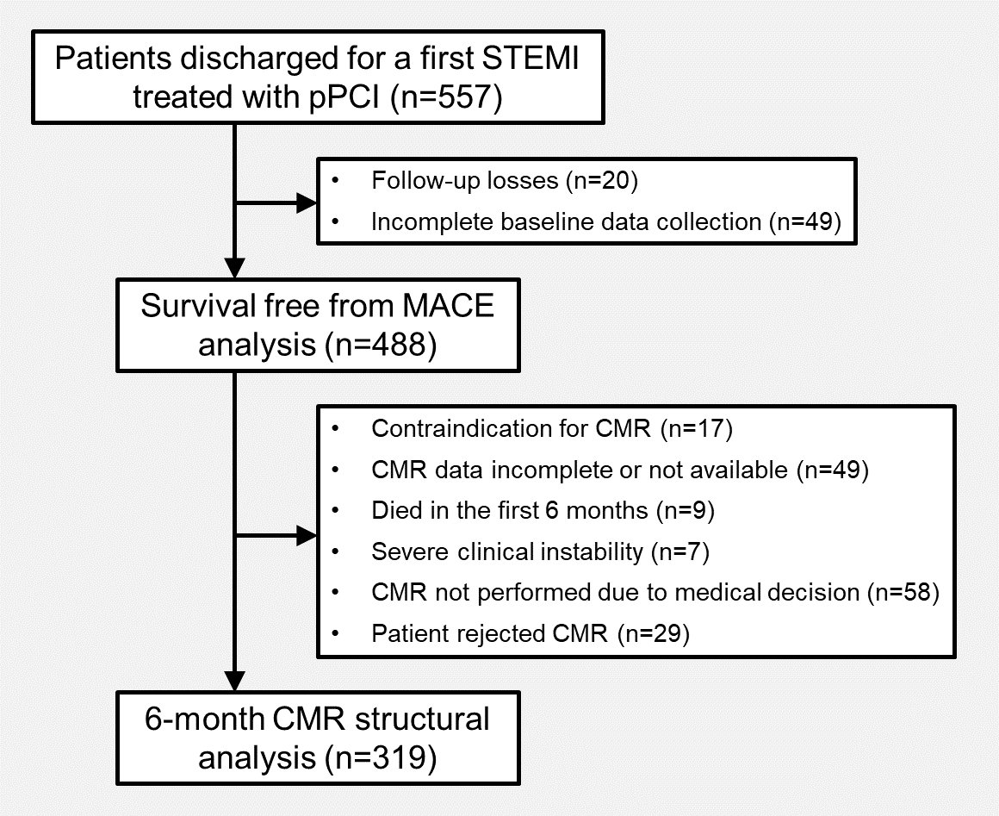 Patients discharged for a first STEMI
treated with pPCI (n=557)
• Follow-up losses (n=20)
• Incomplete baseline data collection (n=49)
Survival free from MACE
analysis (n=488)
• Contraindication for CMR (n=17)
• CMR data incomplete or not available (n=49)
• Died in the first 6 months (n=9)
• Severe clinical instability (n=7)
• CMR not performed due to medical decision (n=58)
• Patient rejected CMR (n=29)
6-month CMR structural
analysis (n=319)